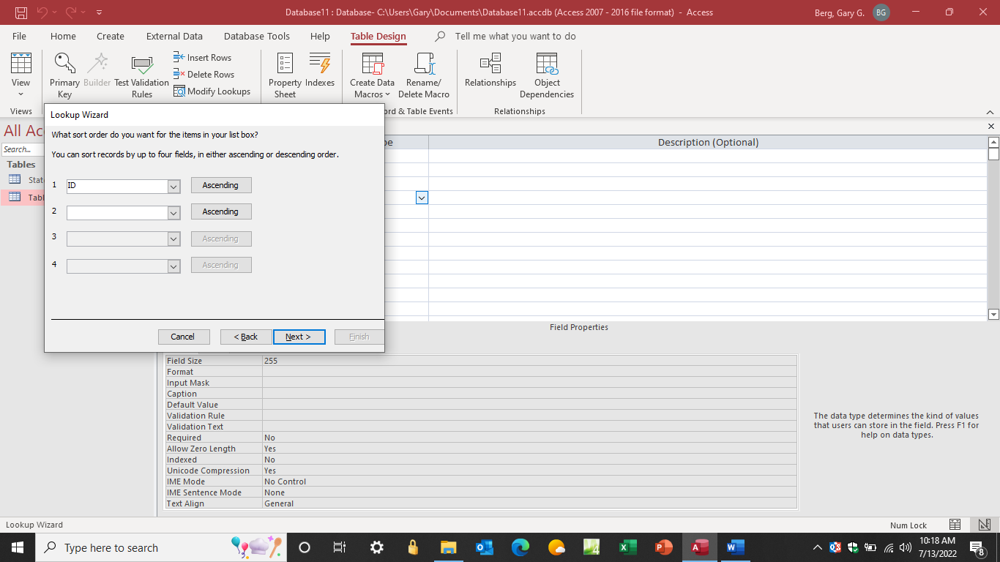 Database11 : Database- C:\Users\Gary\Documents\Database11.accdb (Access 2007 - 2016 file format) - Access
Berg, Gary G.
BG
File Home Create External Data Database Tools Help Table Design Tell me what you want to do
View
Views
Primary Key
Builder
Test Validation Rules
Insert Rows
Delete Rows
Modify Lookups
Property Sheet
Indexes
Create Data Macros
Rename/ Delete Macro
rd & Table Events
Relationships
Object Dependencies
Relationships
All Ac
Search...
Tables
State
Tabl
Lookup Wizard
What sort order do you want for the items in your list box?
You can sort records by up to four fields, in either ascending or descending order.
1 ID Ascending
2 Ascending
3 Ascending
4 Ascending
Cancel < Back Next > Finish
pe Description (Optional)
Field Properties
Field Size 255
Format
Input Mask
Caption
Default Value
Validation Rule
Validation Text
Required No
Allow Zero Length Yes
Indexed No
Unicode Compression Yes
IME Mode No Control
IME Sentence Mode None
Text Align General
The data type determines the kind of values
that users can store in the field. Press F1 for
help on data types.
Lookup Wizard
Num Lock
Type here to search
10:18 AM
7/13/2022
8